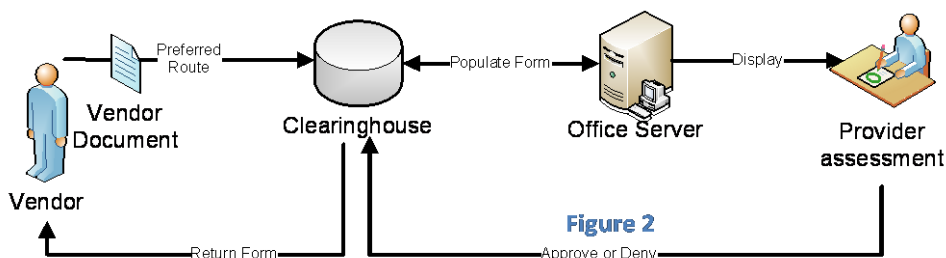 Preferred
Route
Vendor
Document
Vendor
Clearinghouse
Populate Form
Office Server
Display
Provider
assessment
Figure 2
Return Form
Approve or Deny